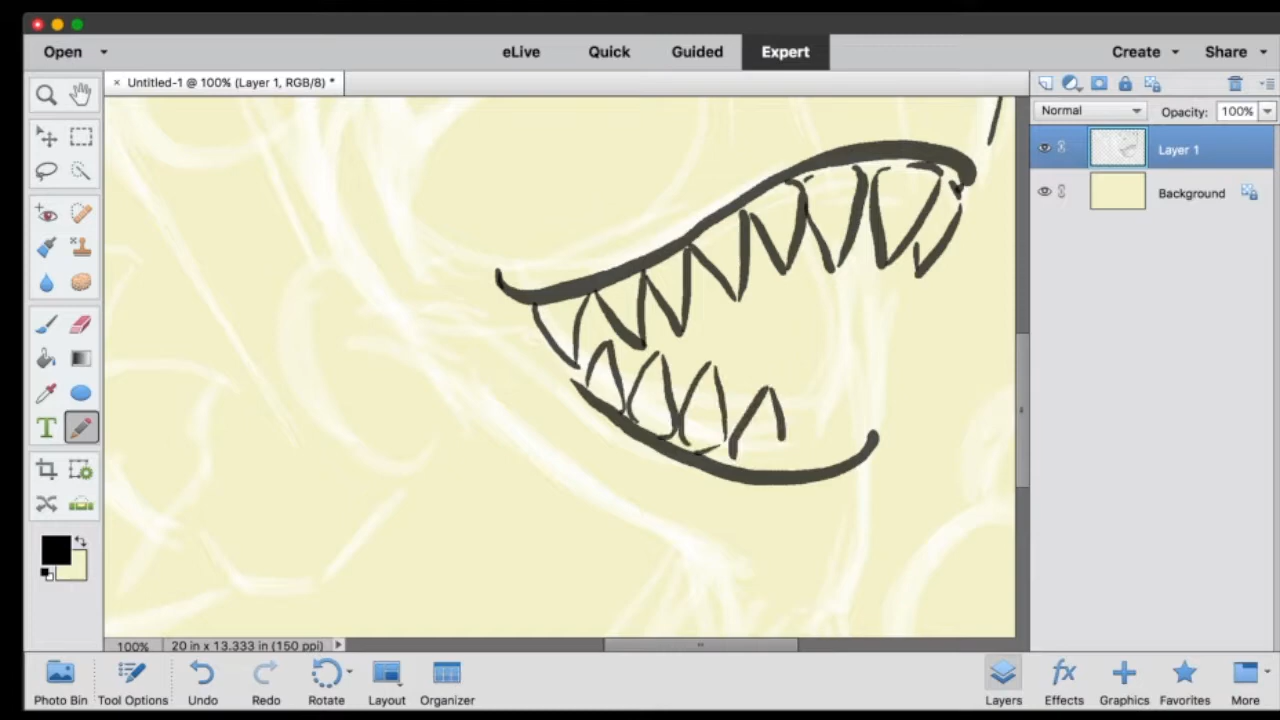 Open eLive Quick Guided Expert Create Share
× Untitled-1 @ 100% (Layer 1, RGB/8) *
Normal Opacity: 100%
Layer 1
Background
T
100% 20 in x 13.333 in (150 ppi)
fx
Photo Bin Tool Options Undo Redo Rotate Layout Organizer Layers Effects Graphics Favorites More